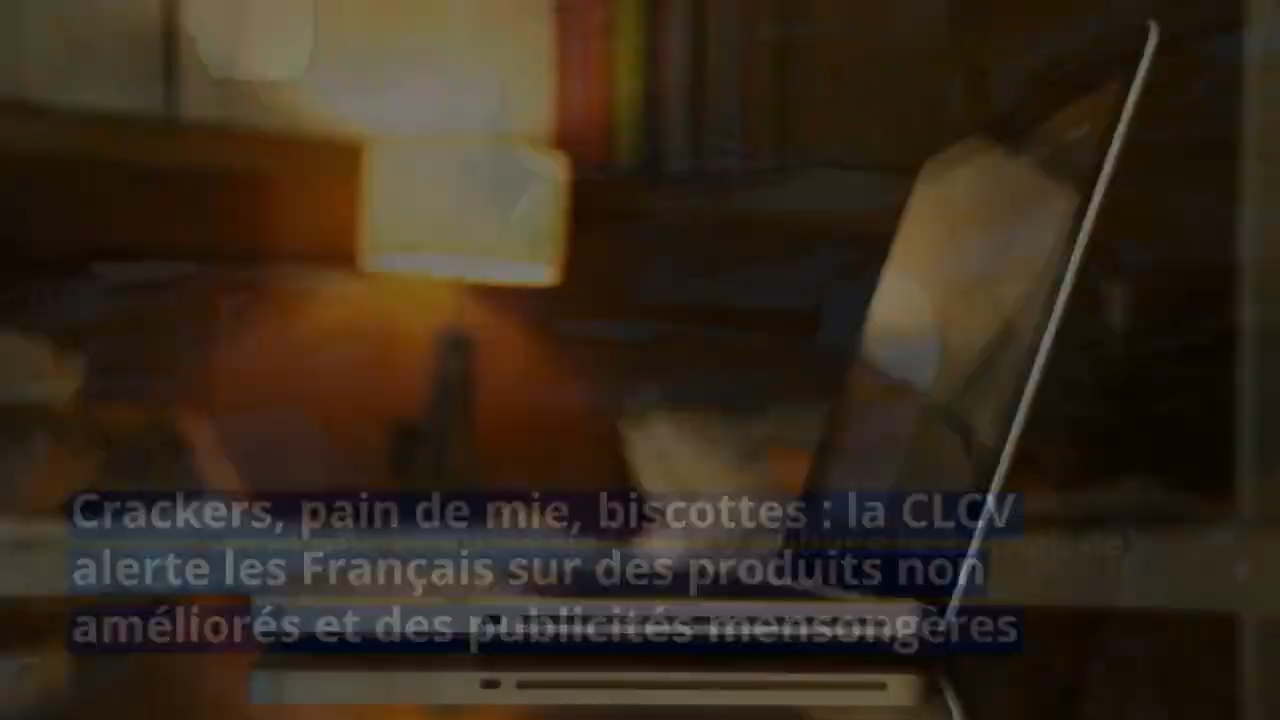 Crackers, pain de mie, biscottes : la CLCV
alerte les Français sur des produits non
améliorés et des publicités mensongères